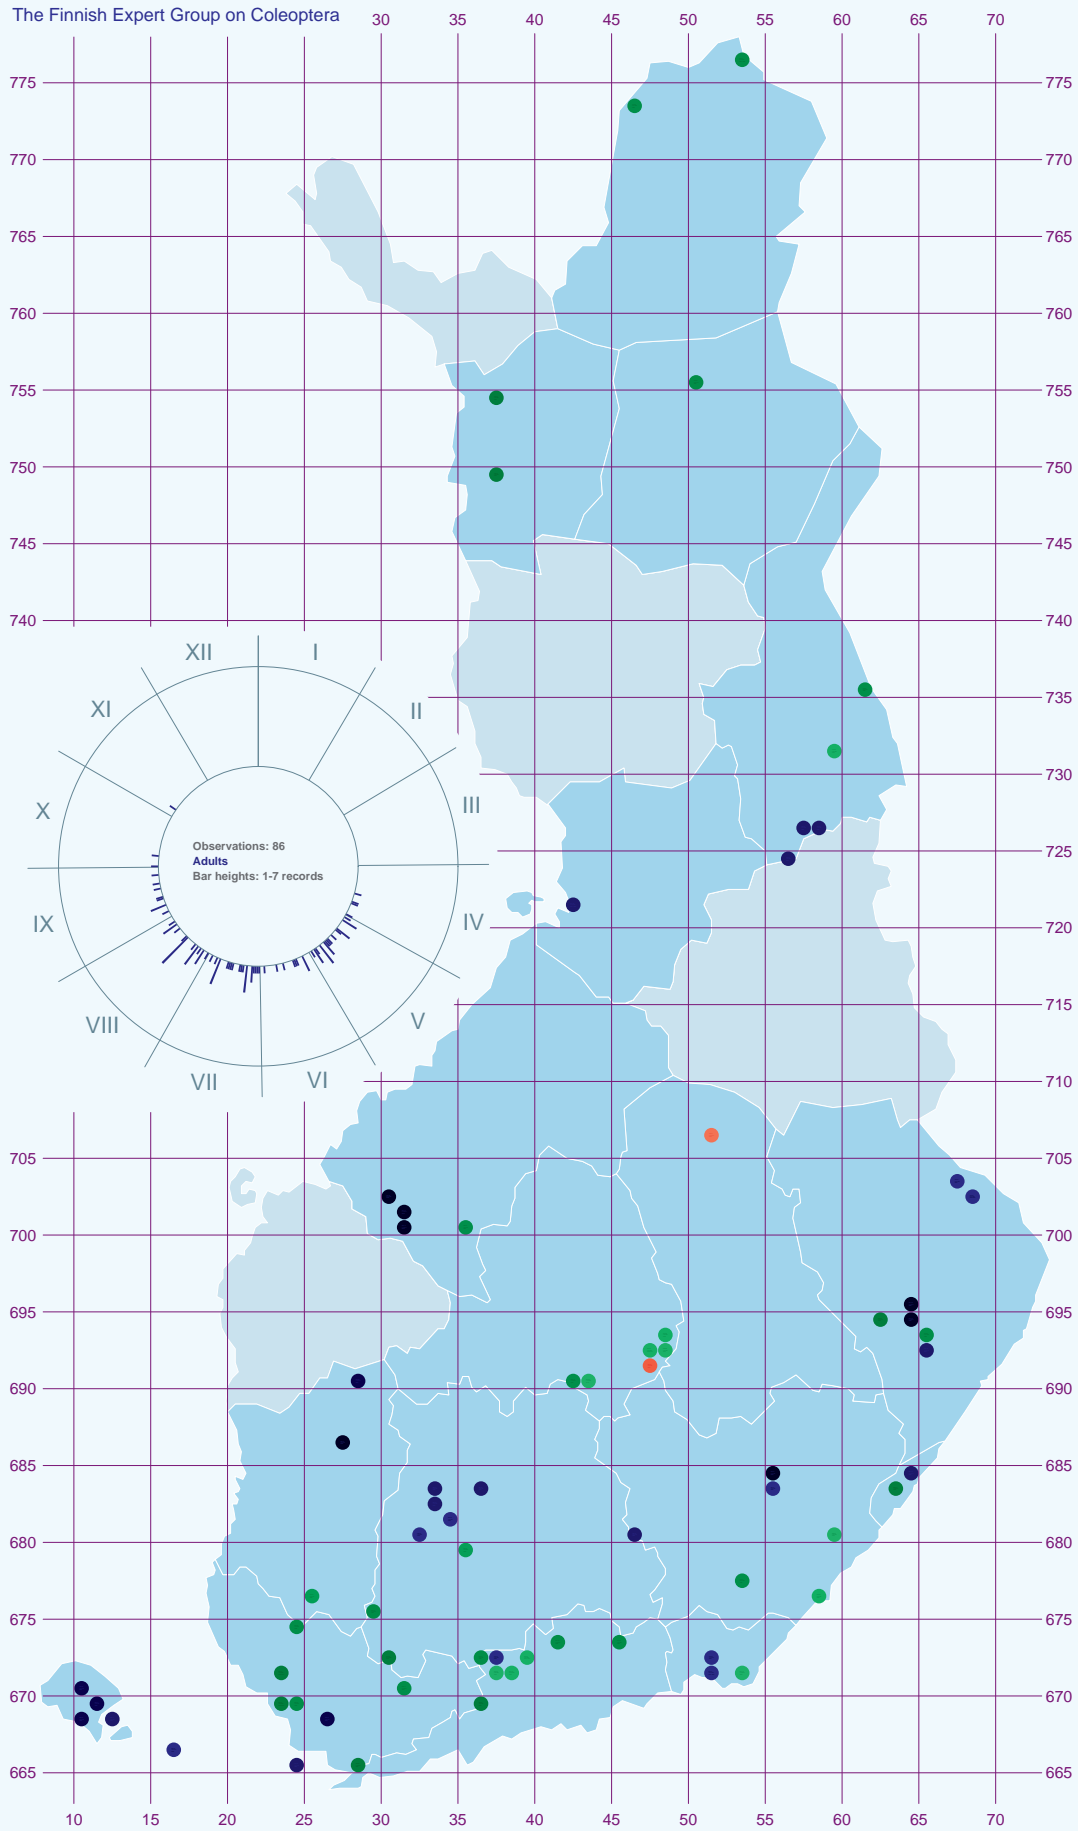 The Finnish Expert Group on Coleoptera
30 35 40 45 50 55 60 65 70
775 775
770 770
765 765
760 760
755 755
750 750
745 745
740 740
XII I
XI II
735
X III
730
Observations: 86
Adults
Bar heights: 1-7 records
725
IX IV
720
VIII V
715
VII VI
710
705 705
700 700
695 695
690 690
685 685
680 680
675 675
670 670
665 665
10 15 20 25 30 35 40 45 50 55 60 65 70